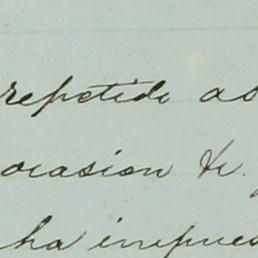 repetido as
ocasion &c.
ha impues